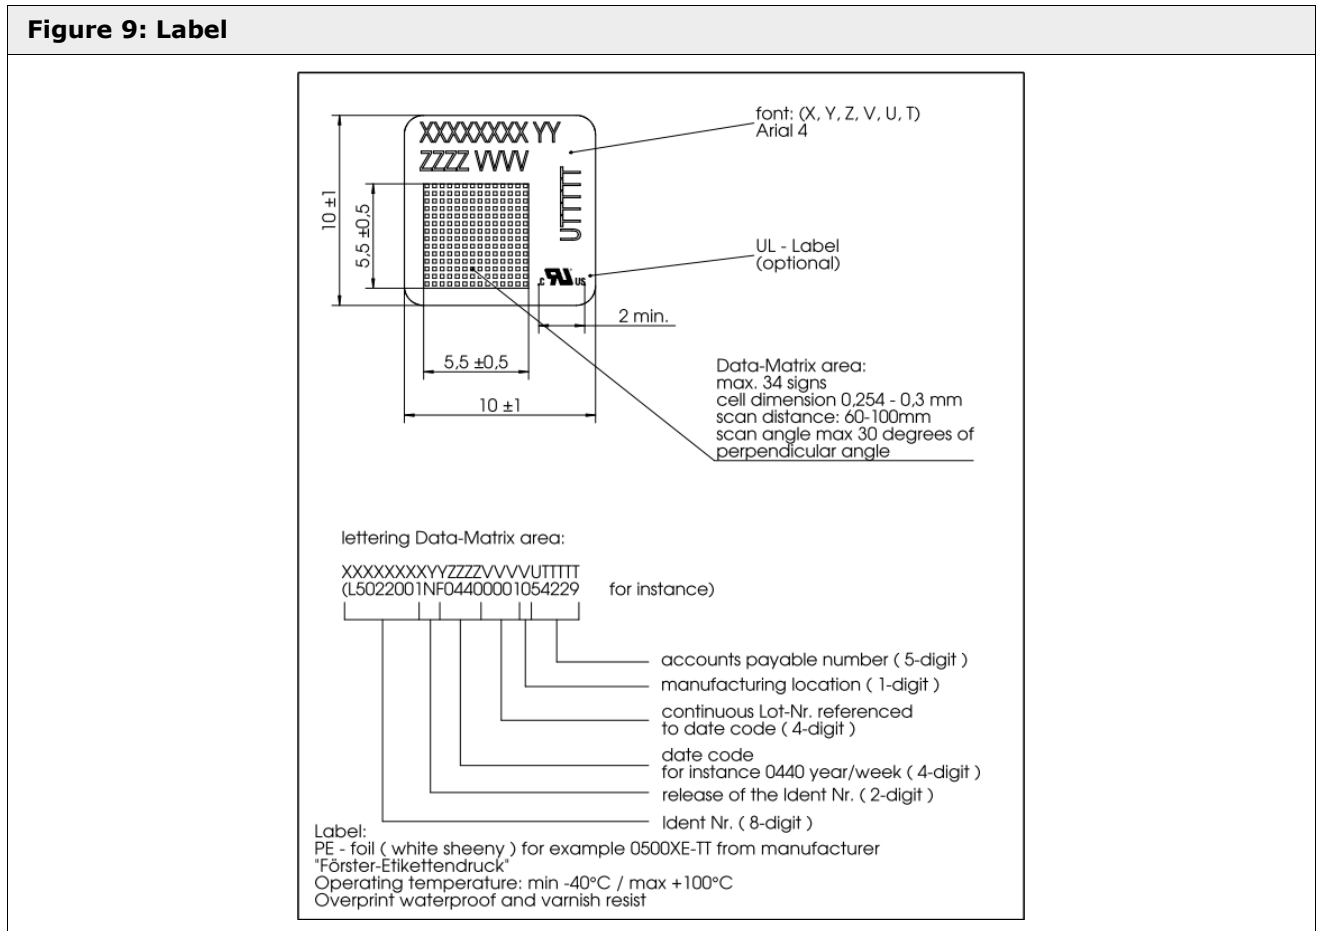 Figure 9: Label
XXXXXXXX YY
ZZZZ VVVV
UTTTTT
C RU US
10 ±1
5,5 ±0,5
5,5 ±0,5
10 ±1
2 min.
font: (X, Y, Z, V, U, T)
Arial 4
UL - Label
(optional)
Data-Matrix area:
max. 34 signs
cell dimension 0,254 - 0,3 mm
scan distance: 60-100mm
scan angle max 30 degrees of
perpendicular angle
lettering Data-Matrix area:
XXXXXXXXYYZZZZVVVVUTTTTT
(L5022001NF04400001054229 for instance)
accounts payable number ( 5-digit )
manufacturing location ( 1-digit )
continuous Lot-Nr. referenced
to date code ( 4-digit )
date code
for instance 0440 year/week ( 4-digit )
release of the Ident Nr. ( 2-digit )
Ident Nr. ( 8-digit )
Label:
PE - foil ( white sheeny ) for example 0500XE-TT from manufacturer
"Förster-Etikettendruck"
Operating temperature: min -40°C / max +100°C
Overprint waterproof and varnish resist